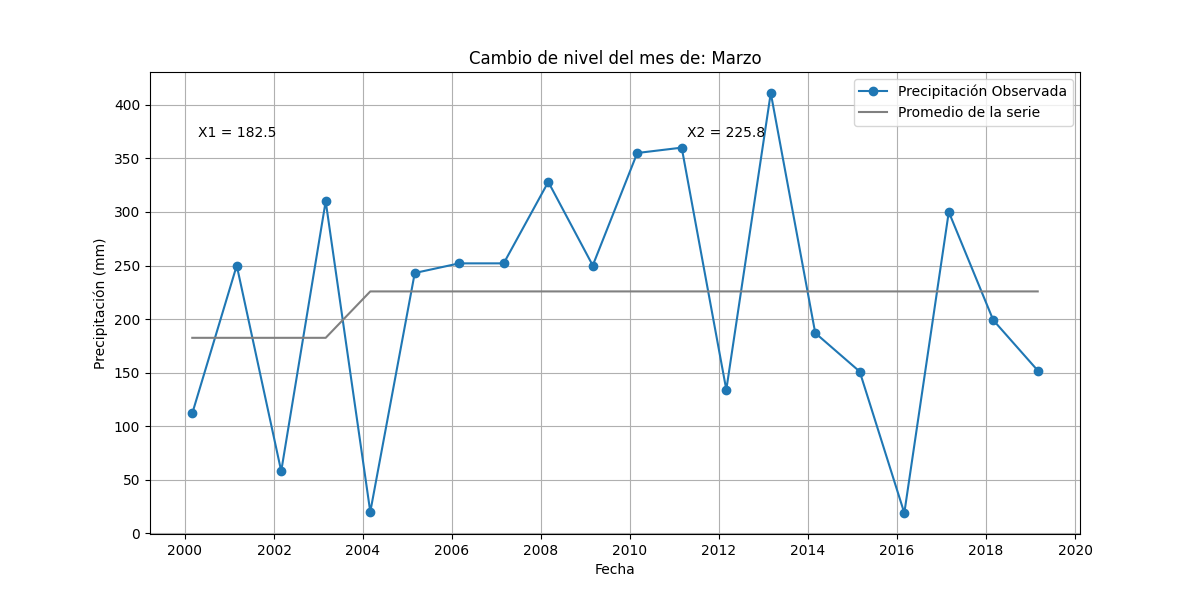 Cambio de nivel del mes de: Marzo
Precipitación Observada
Promedio de la serie
X1 = 182.5
X2 = 225.8
400
350
300
250
200
150
100
50
0
Precipitación (mm)
2000 2002 2004 2006 2008 2010 2012 2014 2016 2018 2020
Fecha